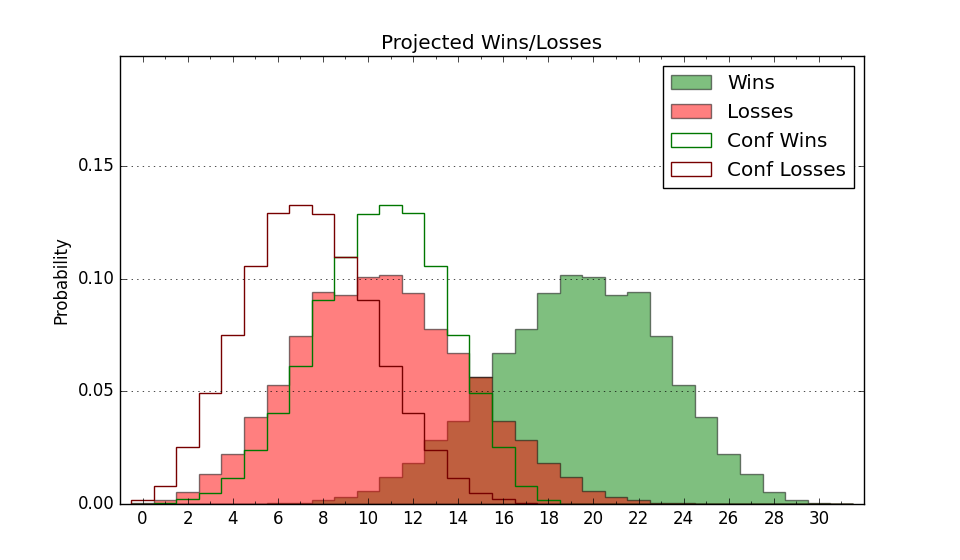 Projected Wins/Losses
Wins
Losses
Conf Wins
Conf Losses
Probability
0.15
0.10
0.05
0.00
0 2 4 6 8 10 12 14 16 18 20 22 24 26 28 30